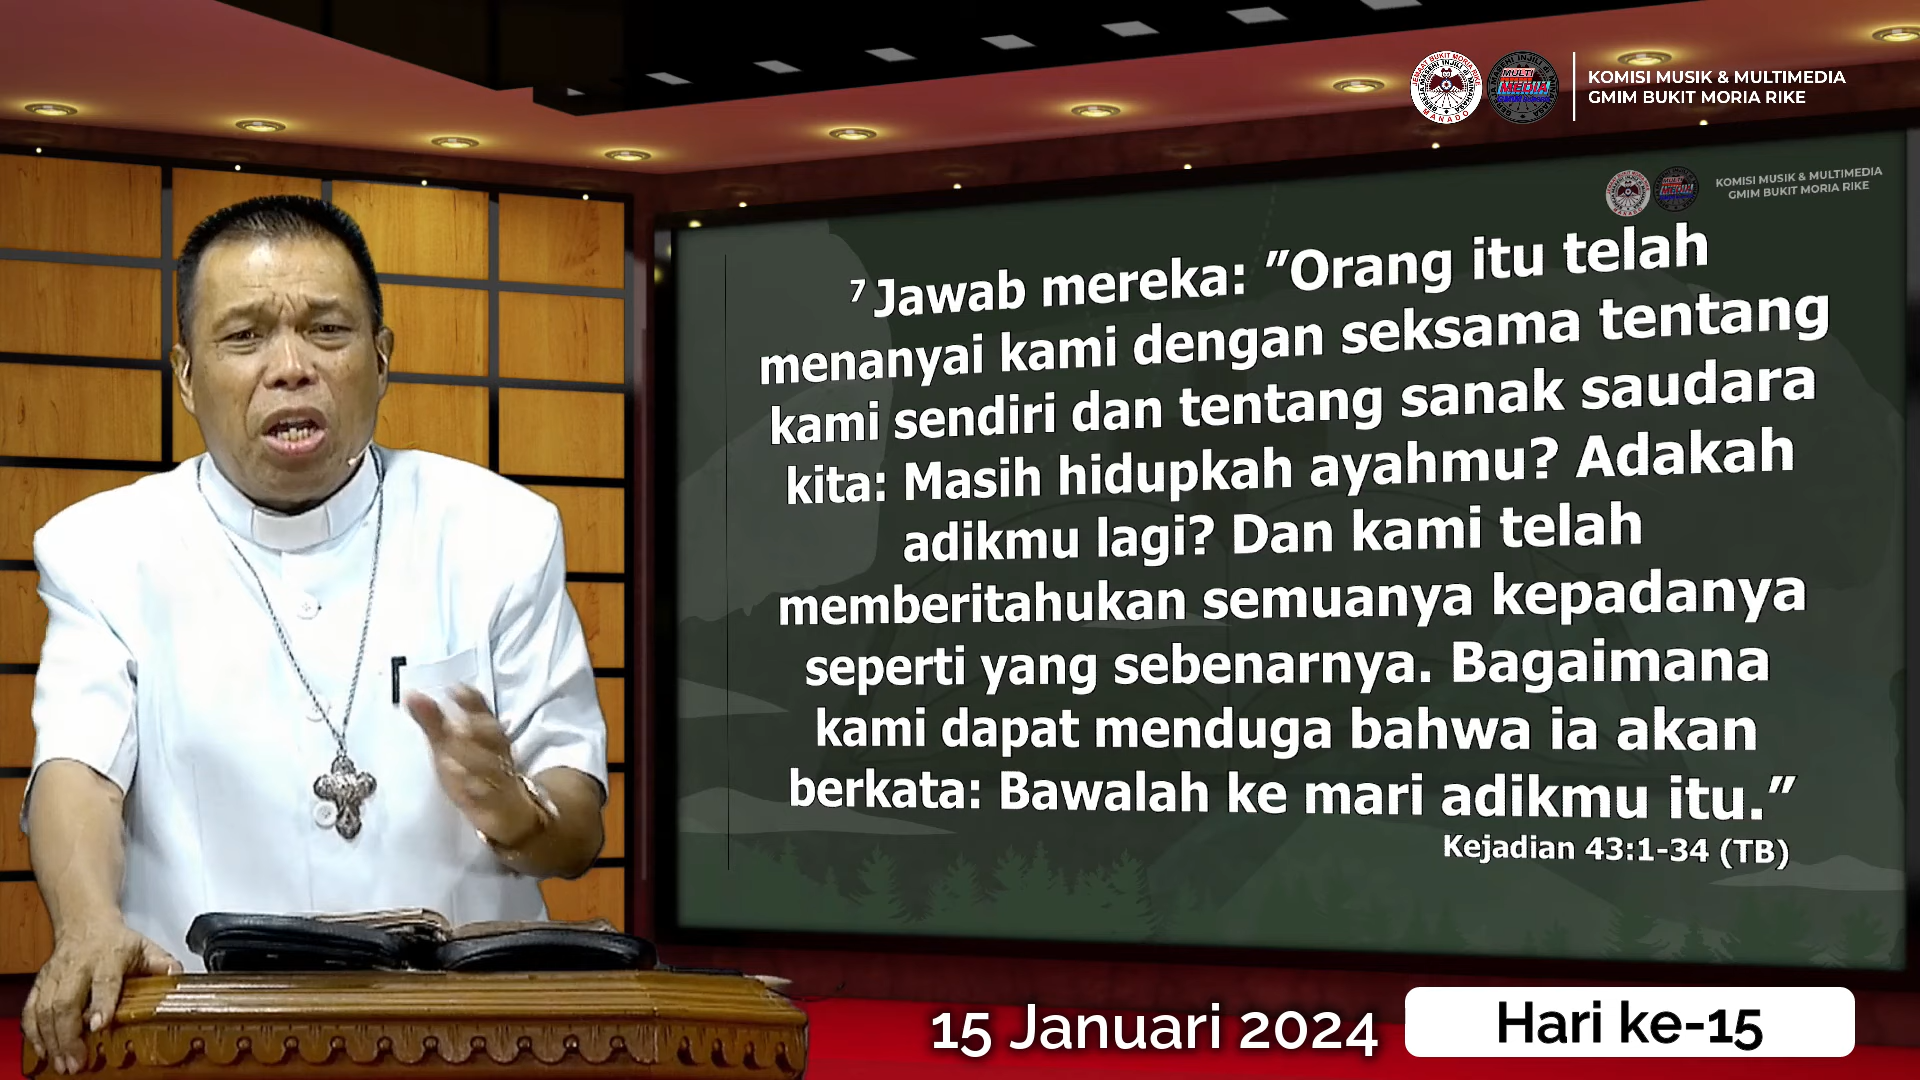 KOMISI MUSIK & MULTIMEDIA
GMIM BUKIT MORIA RIKE
MULTI
MEDIA
MANADO
KOMISI MUSIK & MULTIMEDIA
GMIM BUKIT MORIA RIKE
7 Jawab mereka: ”Orang itu telah
menanyai kami dengan seksama tentang
kami sendiri dan tentang sanak saudara
kita: Masih hidupkah ayahmu? Adakah
adikmu lagi? Dan kami telah
memberitahukan semuanya kepadanya
seperti yang sebenarnya. Bagaimana
kami dapat menduga bahwa ia akan
berkata: Bawalah ke mari adikmu itu.”
Kejadian 43:1-34 (TB)
15 Januari 2024
Hari ke-15